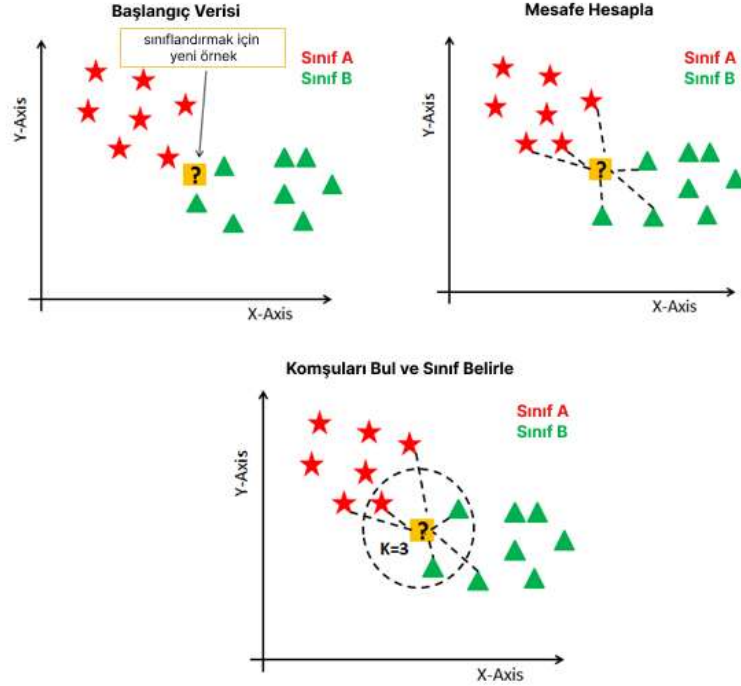 Başlangıç Verisi
sınıflandırmak için
yeni örnek
Sınıf A
Sınıf B
?
Y-Axis
X-Axis
Mesafe Hesapla
Sınıf A
Sınıf B
?
Y-Axis
X-Axis
Komşuları Bul ve Sınıf Belirle
Sınıf A
Sınıf B
?
K=3
Y-Axis
X-Axis